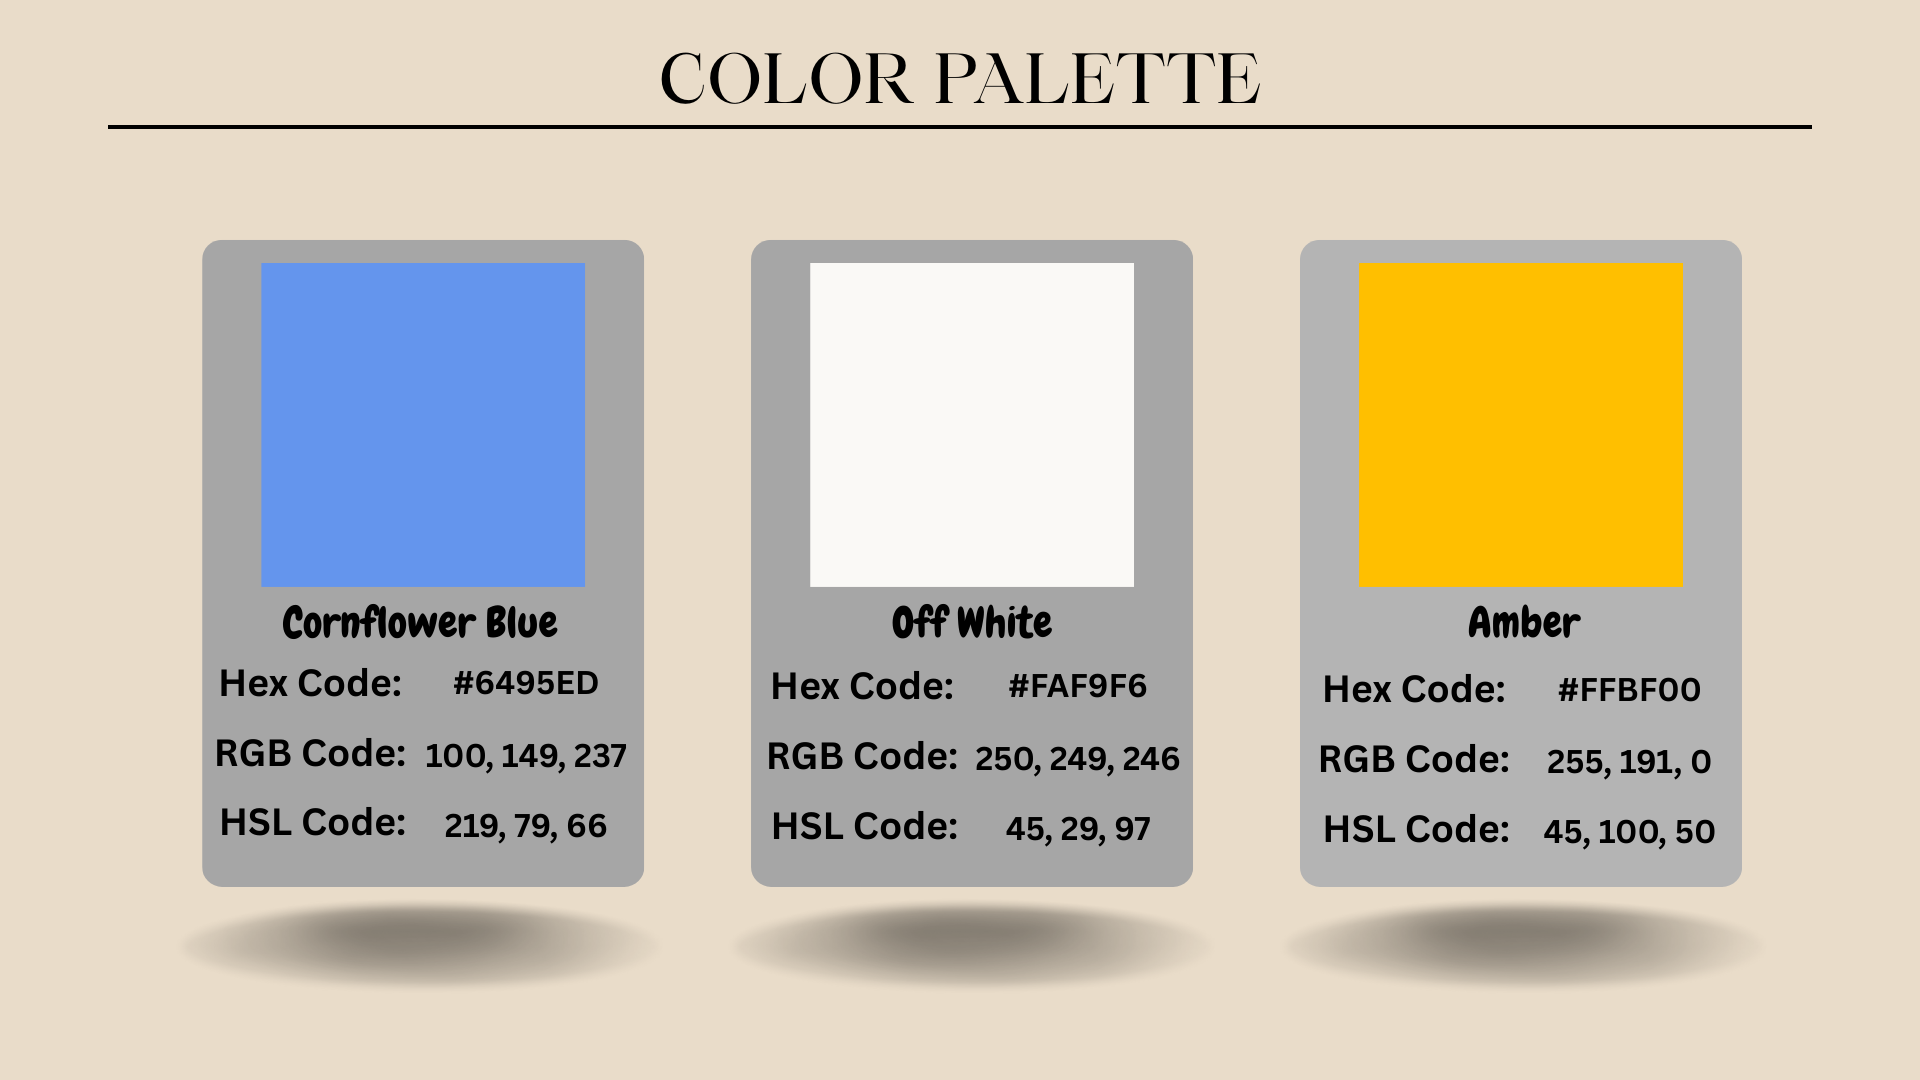 COLOR PALETTE
Cornflower Blue
Hex Code: #6495ED
RGB Code: 100, 149, 237
HSL Code: 219, 79, 66
Off White
Hex Code: #FAF9F6
RGB Code: 250, 249, 246
HSL Code: 45, 29, 97
Amber
Hex Code: #FFBF00
RGB Code: 255, 191, 0
HSL Code: 45, 100, 50